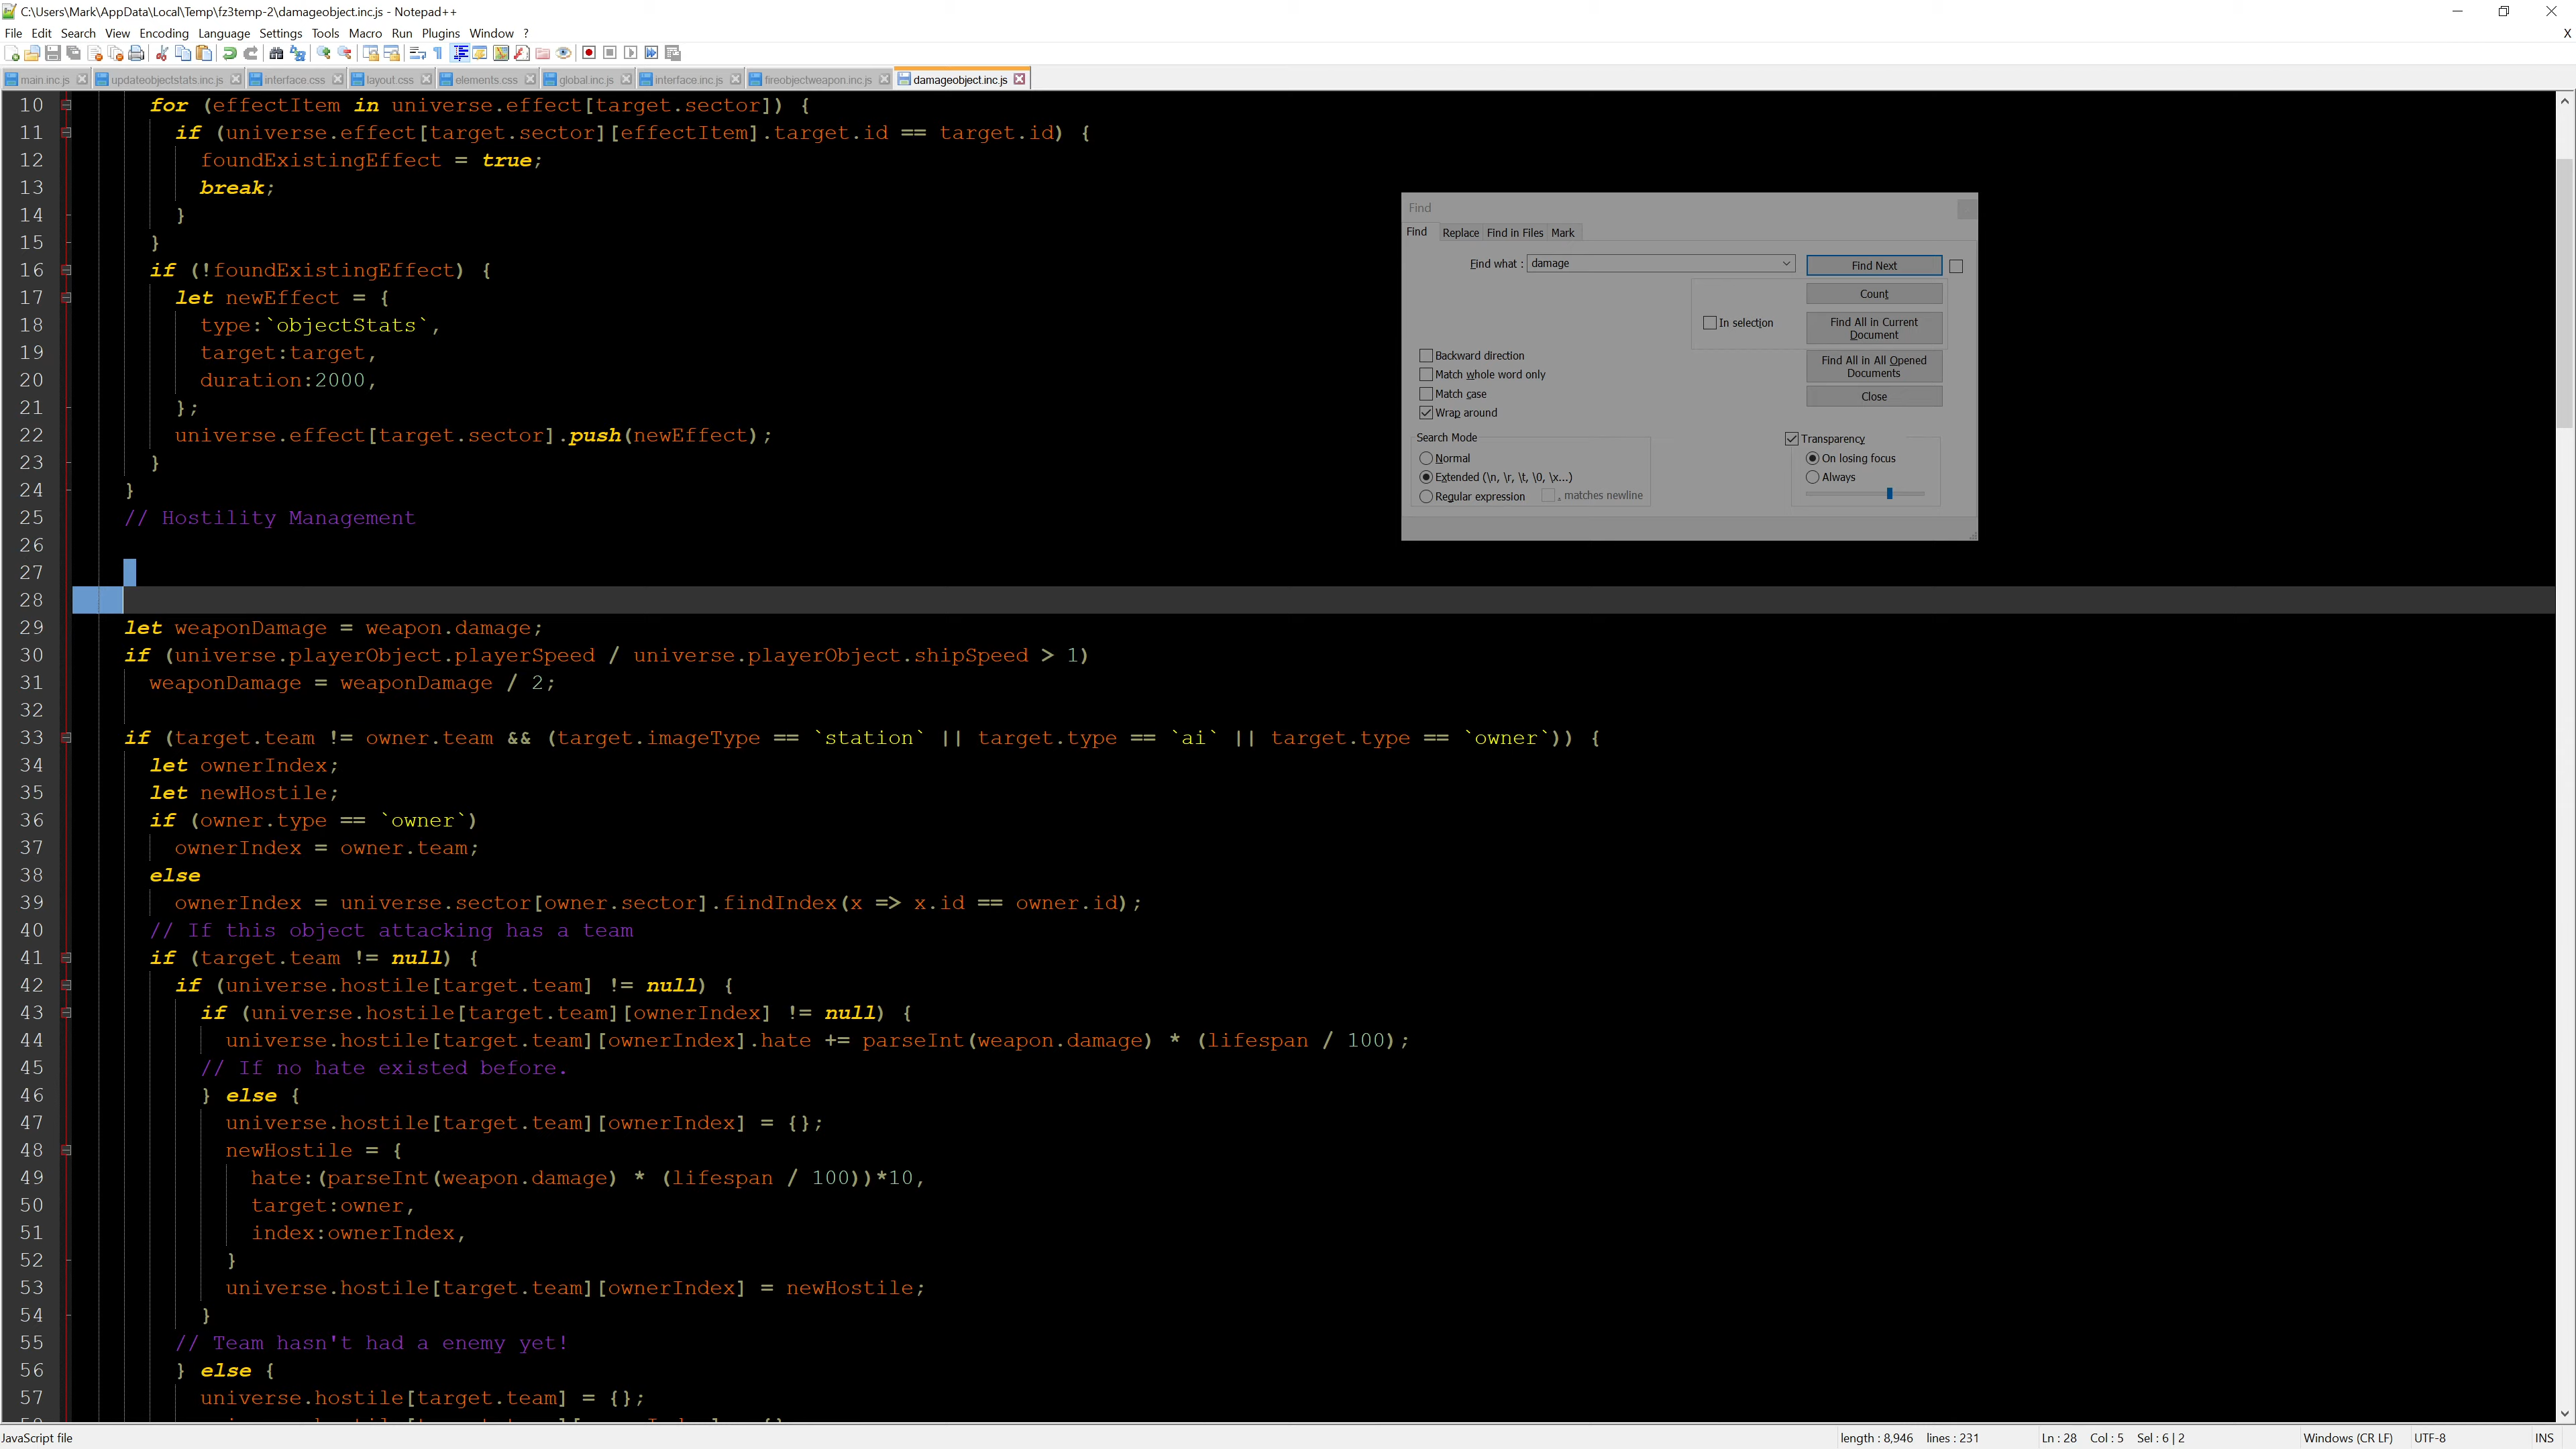 C:\Users\Mark\AppData\Local\Temp\fz3temp-2\damageobject.inc.js - Notepad++
File Edit Search View Encoding Language Settings Tools Macro Run Plugins Window ? X
main.inc.js updateobjectstats.inc.js interface.css layout.css elements.css global.inc.js interface.inc.js fireobjectweapon.inc.js damageobject.inc.js
10 for (effectItem in universe.effect[target.sector]) {
11 if (universe.effect[target.sector][effectItem].target.id == target.id) {
12 foundExistingEffect = true;
13 break;
14 }
15 }
16 if (!foundExistingEffect) {
17 let newEffect = {
18 type:`objectStats`,
19 target:target,
20 duration:2000,
21 };
22 universe.effect[target.sector].push(newEffect);
23 }
24 }
25 // Hostility Management
26
27
28
29 let weaponDamage = weapon.damage;
30 if (universe.playerObject.playerSpeed / universe.playerObject.shipSpeed > 1)
31 weaponDamage = weaponDamage / 2;
32
33 if (target.team != owner.team && (target.imageType == `station` || target.type == `ai` || target.type == `owner`)) {
34 let ownerIndex;
35 let newHostile;
36 if (owner.type == `owner`)
37 ownerIndex = owner.team;
38 else
39 ownerIndex = universe.sector[owner.sector].findIndex(x => x.id == owner.id);
40 // If this object attacking has a team
41 if (target.team != null) {
42 if (universe.hostile[target.team] != null) {
43 if (universe.hostile[target.team][ownerIndex] != null) {
44 universe.hostile[target.team][ownerIndex].hate += parseInt(weapon.damage) * (lifespan / 100);
45 // If no hate existed before.
46 } else {
47 universe.hostile[target.team][ownerIndex] = {};
48 newHostile = {
49 hate:(parseInt(weapon.damage) * (lifespan / 100))*10,
50 target:owner,
51 index:ownerIndex,
52 }
53 universe.hostile[target.team][ownerIndex] = newHostile;
54 }
55 // Team hasn't had a enemy yet!
56 } else {
57 universe.hostile[target.team] = {};
Find
Find Replace Find in Files Mark
Find what : damage Find Next
Count
In selection Find All in Current
Document
Find All in All Opened
Documents
Backward direction
Match whole word only
Match case Close
Wrap around
Search Mode Transparency
Normal On losing focus
Extended (\n, \r, \t, \0, \x...) Always
Regular expression . matches newline
JavaScript file length : 8,946 lines : 231 Ln : 28 Col : 5 Sel : 6 | 2 Windows (CR LF) UTF-8 INS